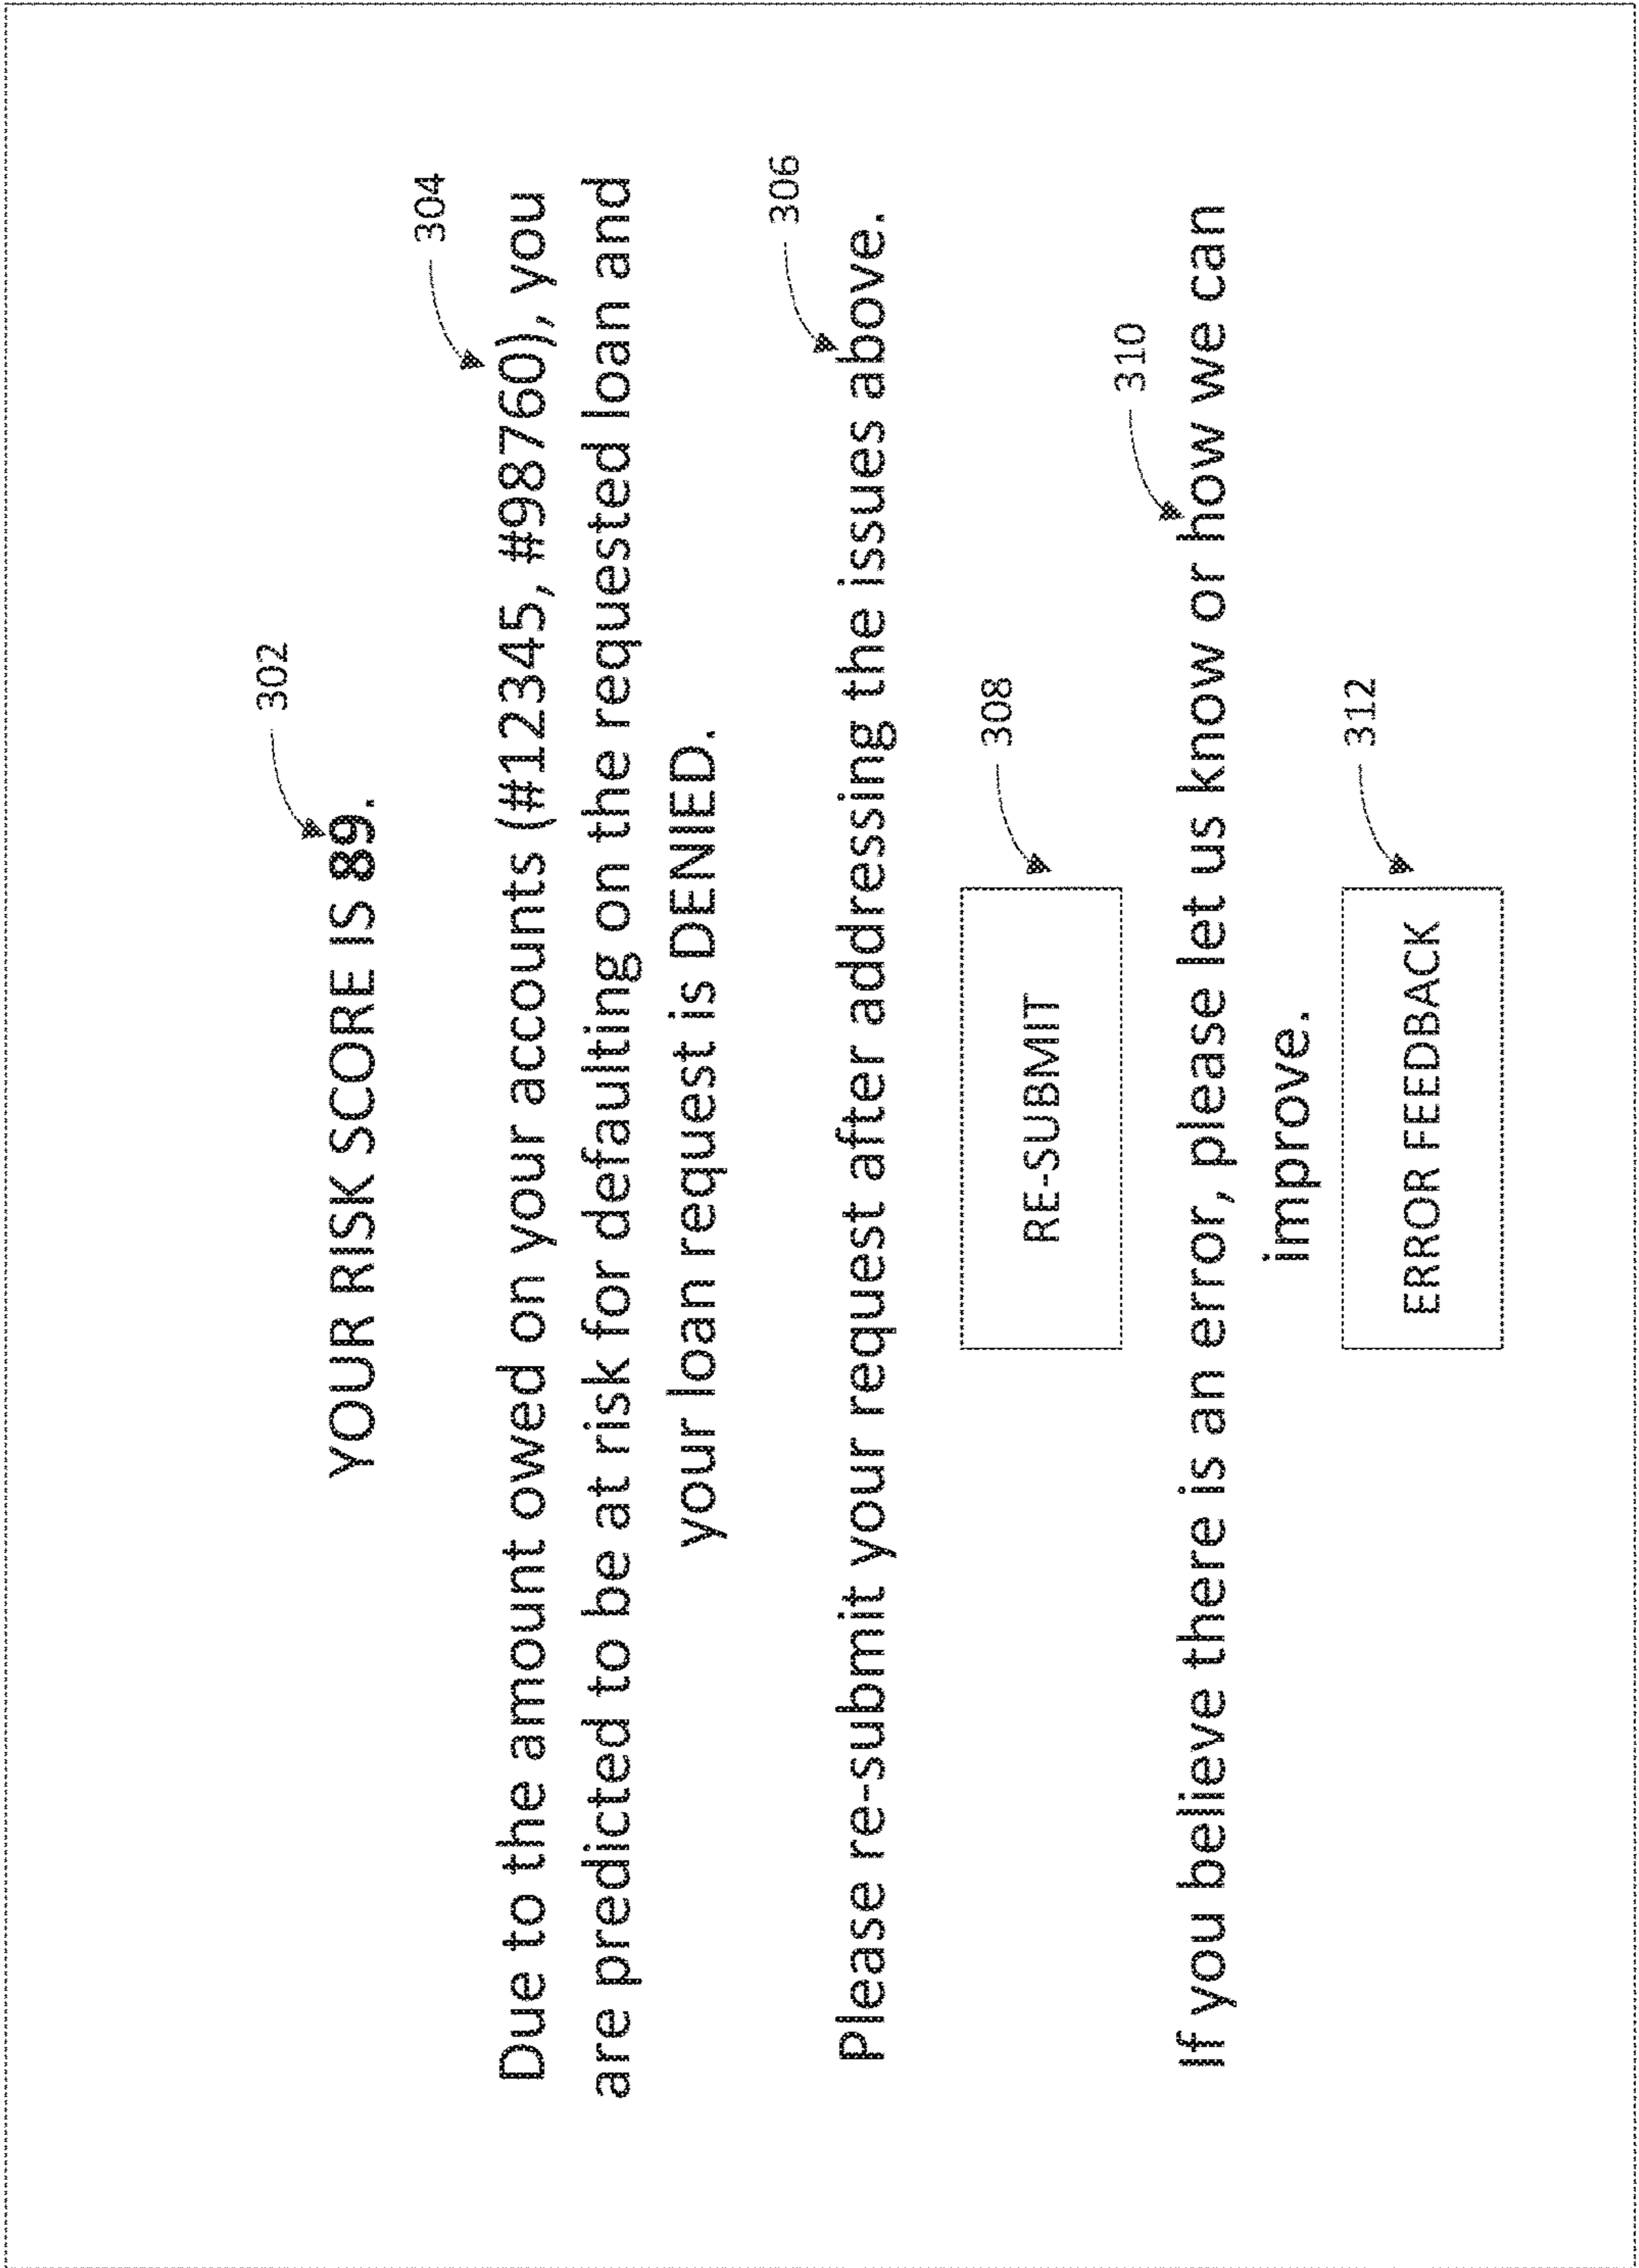 302
YOUR RISK SCORE IS 89.
304
Due to the amount owed on your accounts (#12345, #98760), you
are predicted to be at risk for defaulting on the requested loan and
your loan request is DENIED.
306
Please re-submit your request after addressing the issues above.
308
RE-SUBMIT
310
If you believe there is an error, please let us know or how we can
improve.
312
ERROR FEEDBACK